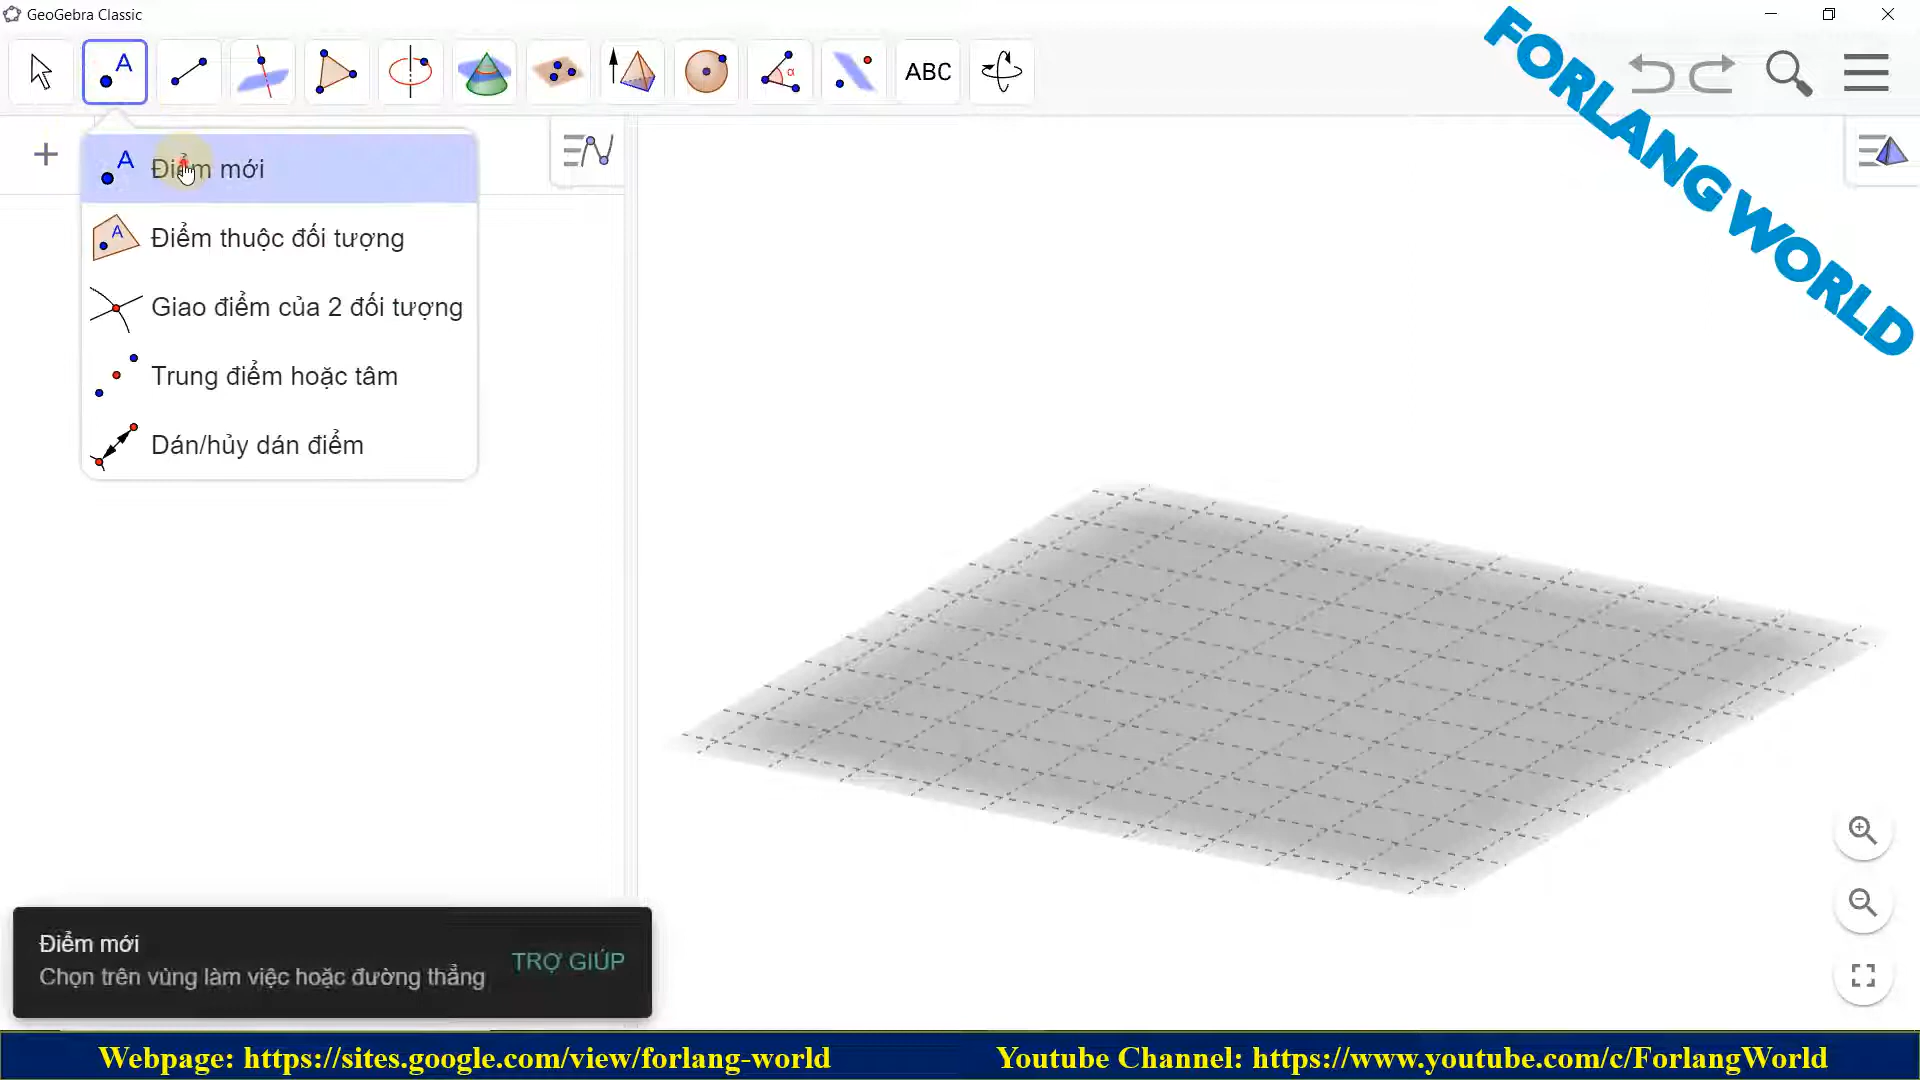 GeoGebra Classic
A
α
ABC
FORLANG WORLD
A
Điểm mới
A
Điểm thuộc đối tượng
Giao điểm của 2 đối tượng
Trung điểm hoặc tâm
Dán/hủy dán điểm
Điểm mới
Chọn trên vùng làm việc hoặc đường thẳng
TRỢ GIÚP
Webpage: https://sites.google.com/view/forlang-world
Youtube Channel: https://www.youtube.com/c/ForlangWorld